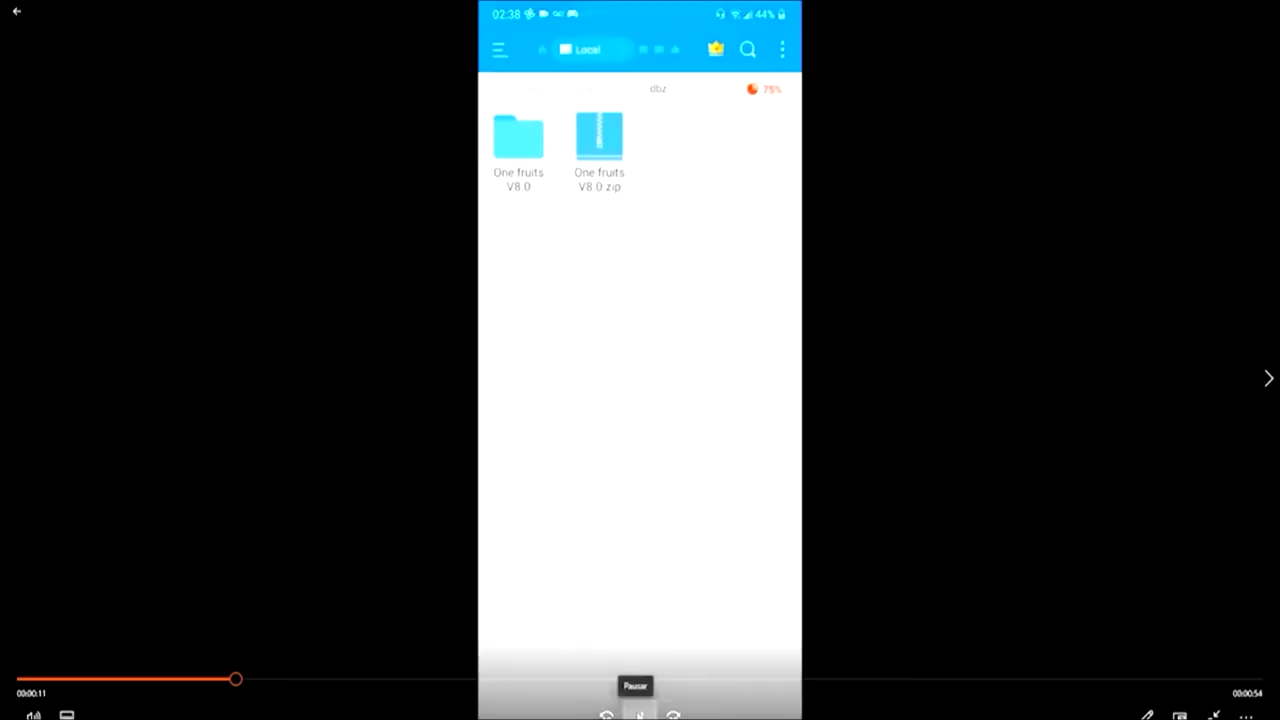 02:38
44%
Local
dbz
75%
One fruits
V8 0
One fruits
V8 0 zip
Pausar
00:00:11
00:00:54